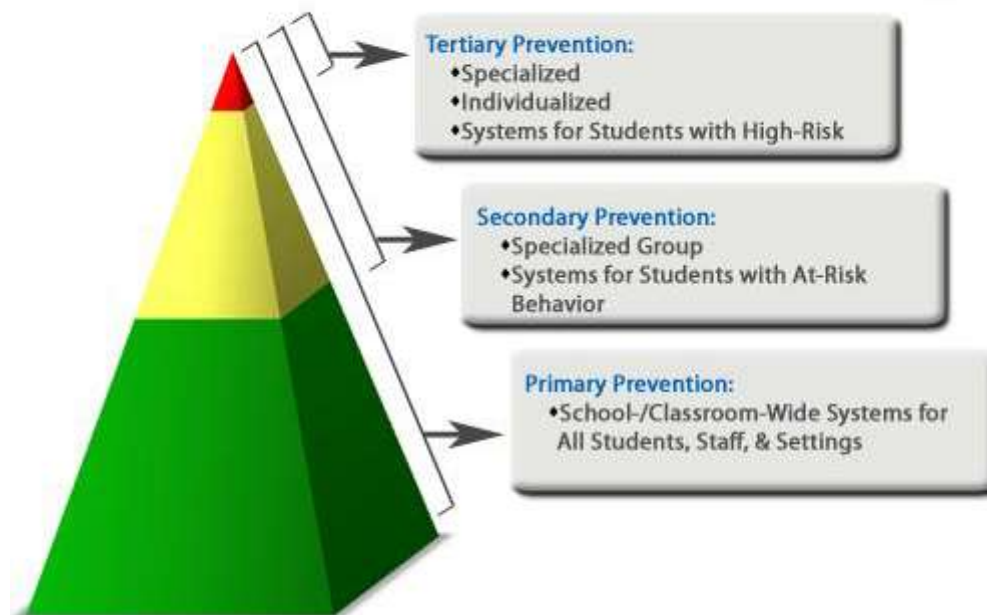 Tertiary Prevention:
♦Specialized
♦Individualized
♦Systems for Students with High-Risk
Secondary Prevention:
♦Specialized Group
♦Systems for Students with At-Risk
Behavior
Primary Prevention:
♦School-/Classroom-Wide Systems for
All Students, Staff, & Settings